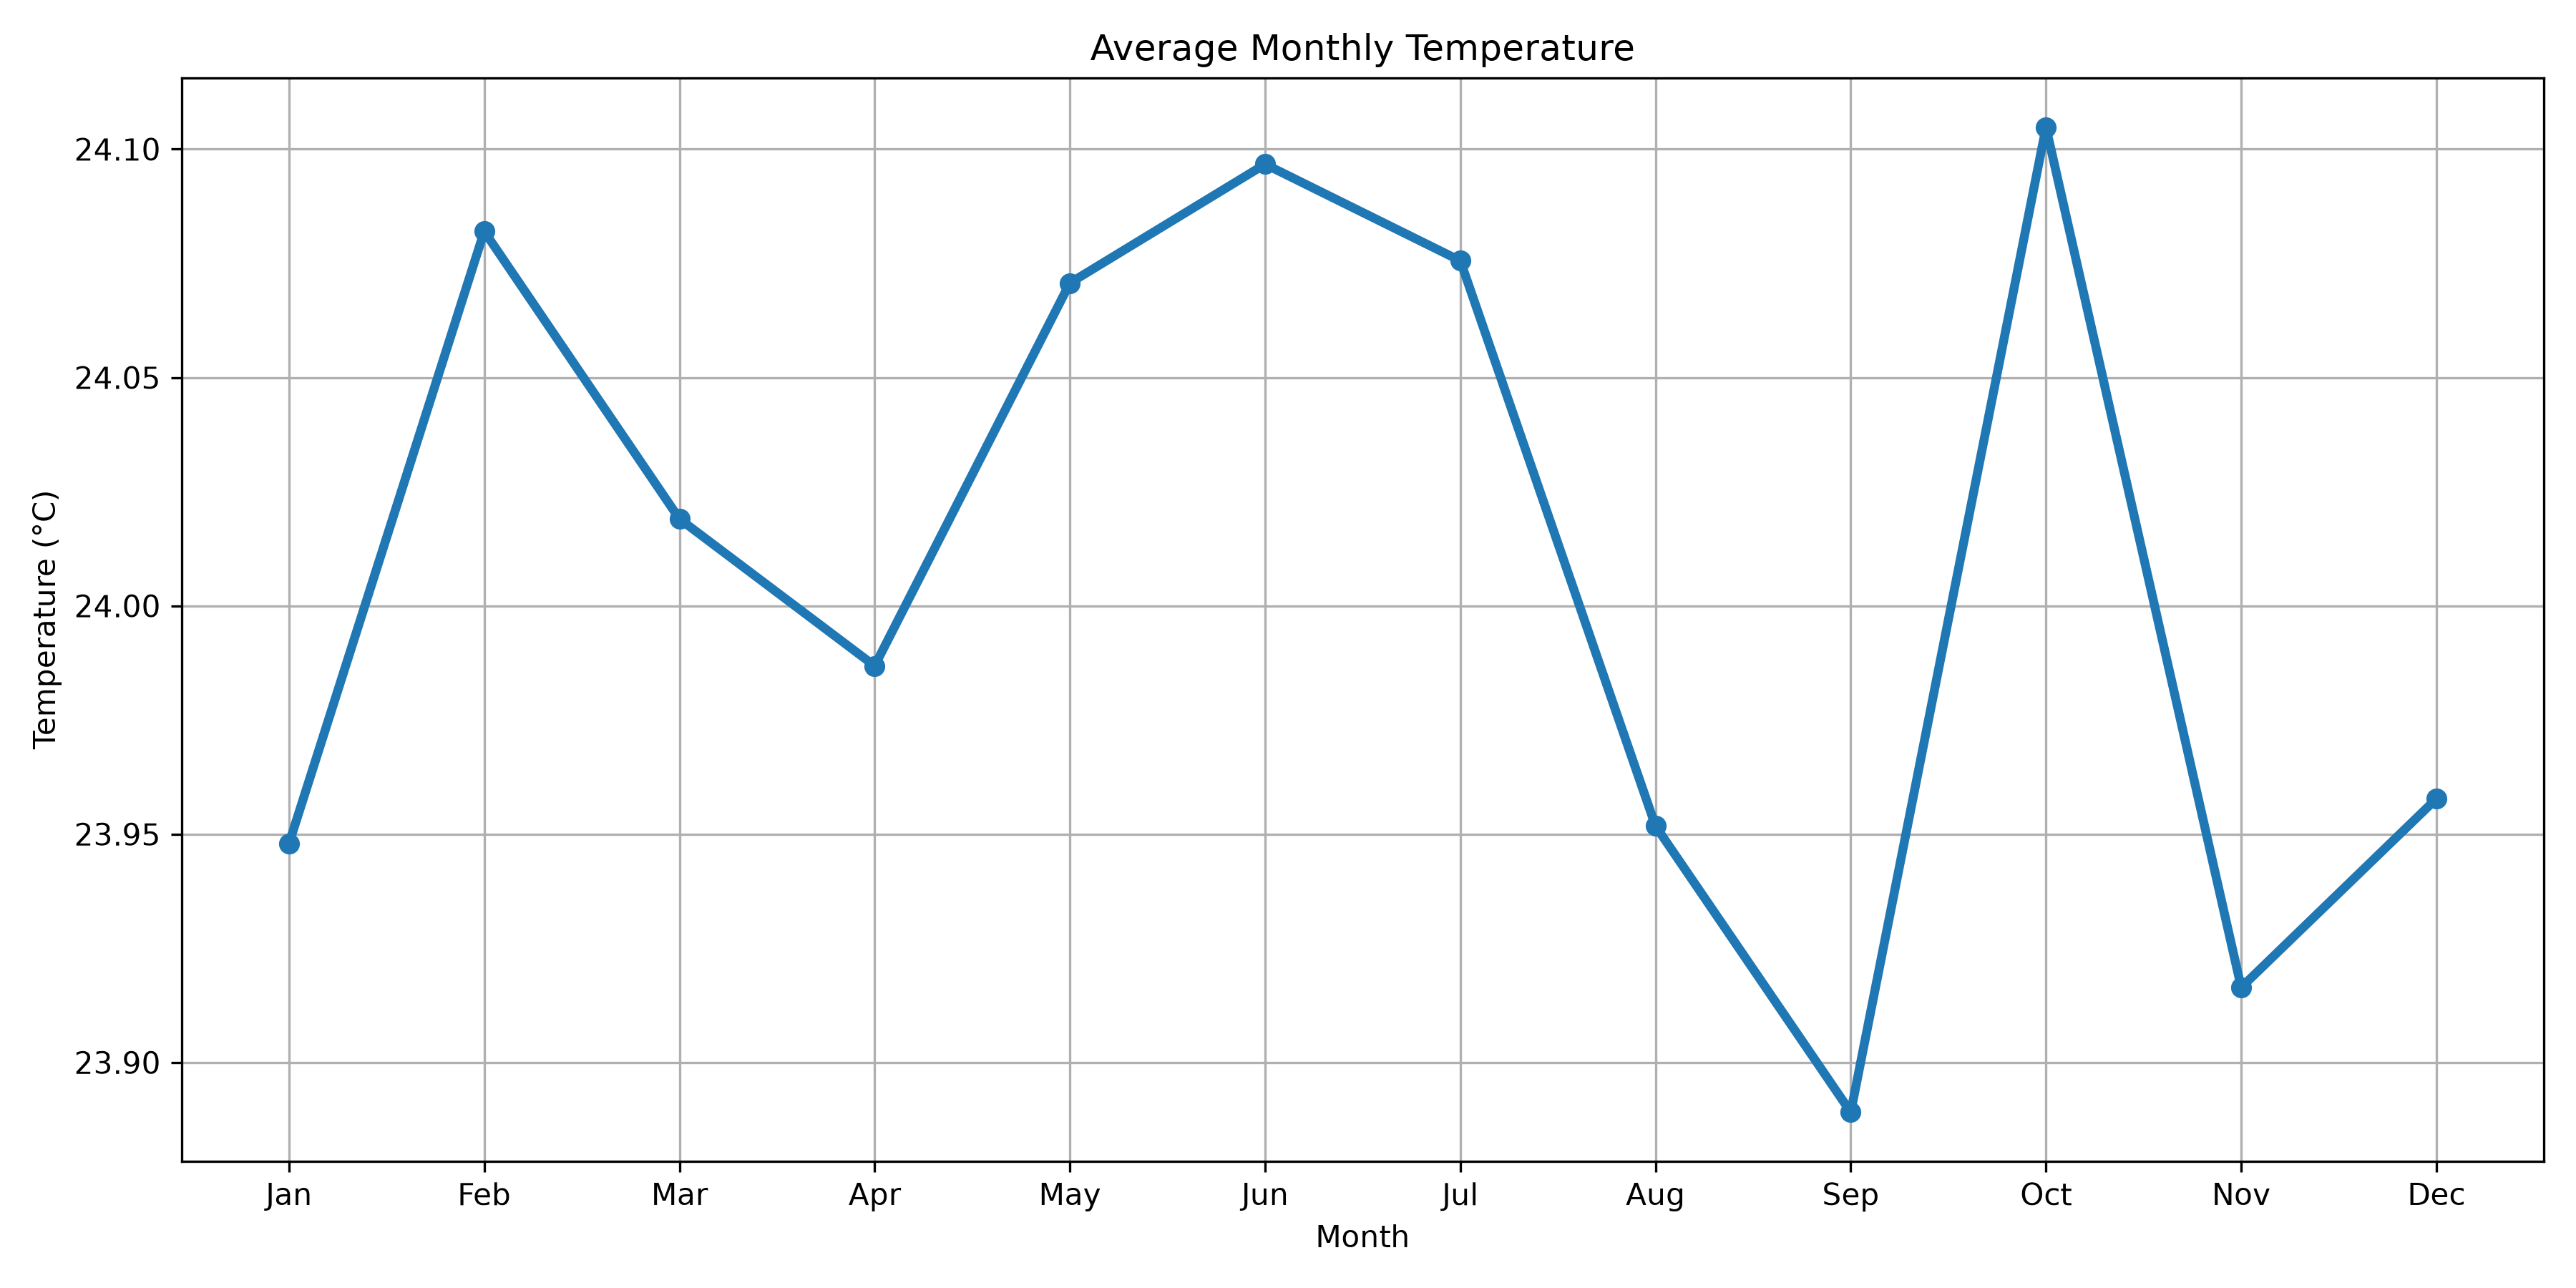 Average Monthly Temperature
Temperature (°C)
24.10
24.05
24.00
23.95
23.90
Jan Feb Mar Apr May Jun Jul Aug Sep Oct Nov Dec
Month